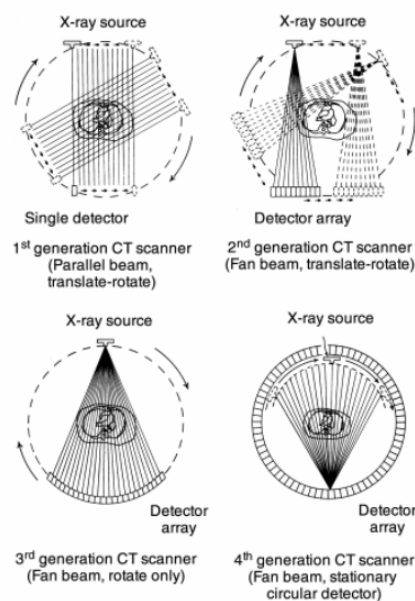 X-ray source
Single detector
1st generation CT scanner
(Parallel beam,
translate-rotate)
X-ray source
Detector array
2nd generation CT scanner
(Fan beam, translate-rotate)
X-ray source
Detector
array
3rd generation CT scanner
(Fan beam, rotate only)
X-ray source
Detector
array
4th generation CT scanner
(Fan beam, stationary
circular detector)